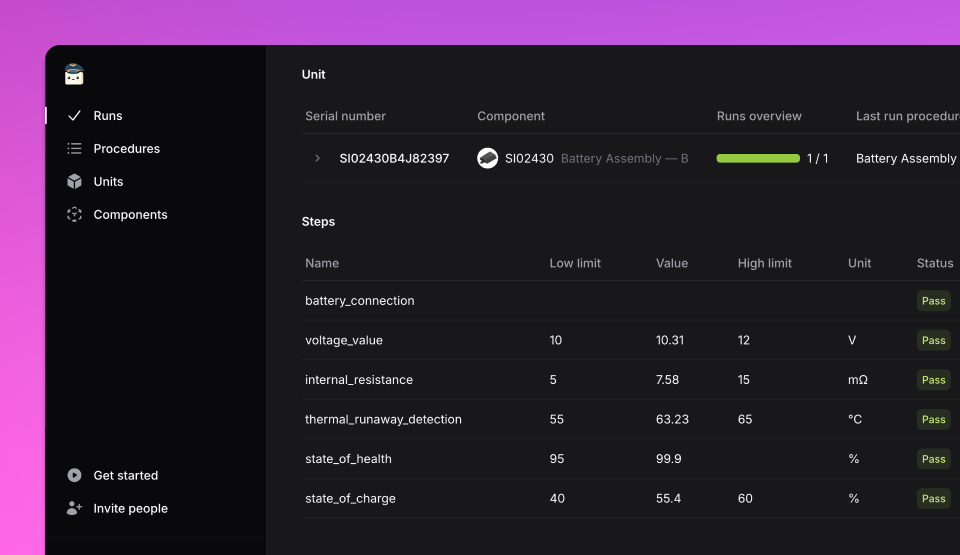 Runs
Procedures
Units
Components
Get started
Invite people
Unit
Serial number Component Runs overview Last run
SI02430B4J82397 SI02430 Battery Assembly — B 1 / 1 Battery Assembly
Steps
Name Low limit Value High limit Unit Status
battery_connection Pass
voltage_value 10 10.31 12 V Pass
internal_resistance 5 7.58 15 mΩ Pass
thermal_runaway_detection 55 63.23 65 °C Pass
state_of_health 95 99.9 % Pass
state_of_charge 40 55.4 60 % Pass